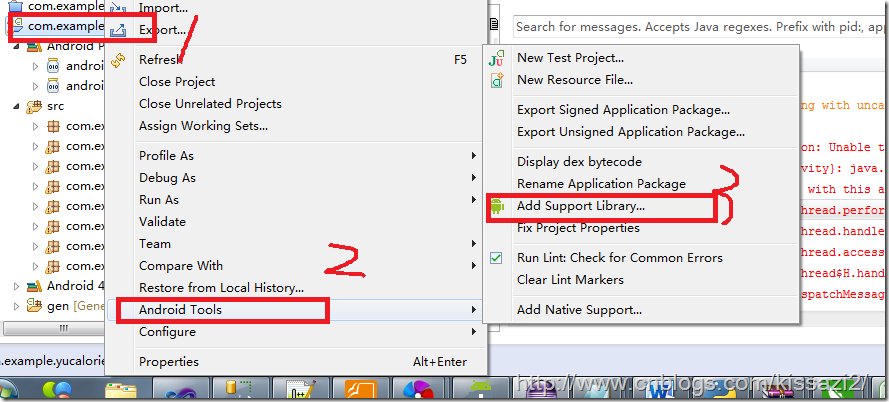 com.example
com.example
Android P
androi
androi
src
com.ex
com.ex
com.ex
com.ex
com.ex
com.ex
com.ex
Android 4
gen [Gene
.example.yucalorie
Import...
Export...
Refresh F5
Close Project
Close Unrelated Projects
Assign Working Sets...
Profile As
Debug As
Run As
Validate
Team
Compare With
Restore from Local History...
Android Tools
Configure
Properties Alt+Enter
1
2
New Test Project...
New Resource File...
Export Signed Application Package...
Export Unsigned Application Package...
Display dex bytecode
Rename Application Package
Add Support Library...
Fix Project Properties
Run Lint: Check for Common Errors
Clear Lint Markers
Add Native Support...
3
Search for messages. Accepts Java regexes. Prefix with pid:, app
ng with unca
on: Unable t
vity): java.
with this a
hread.perfor
hread.handle
hread.access
hread$H.hand
spatchMessag
http://www.cnblogs.com/kissazi2/